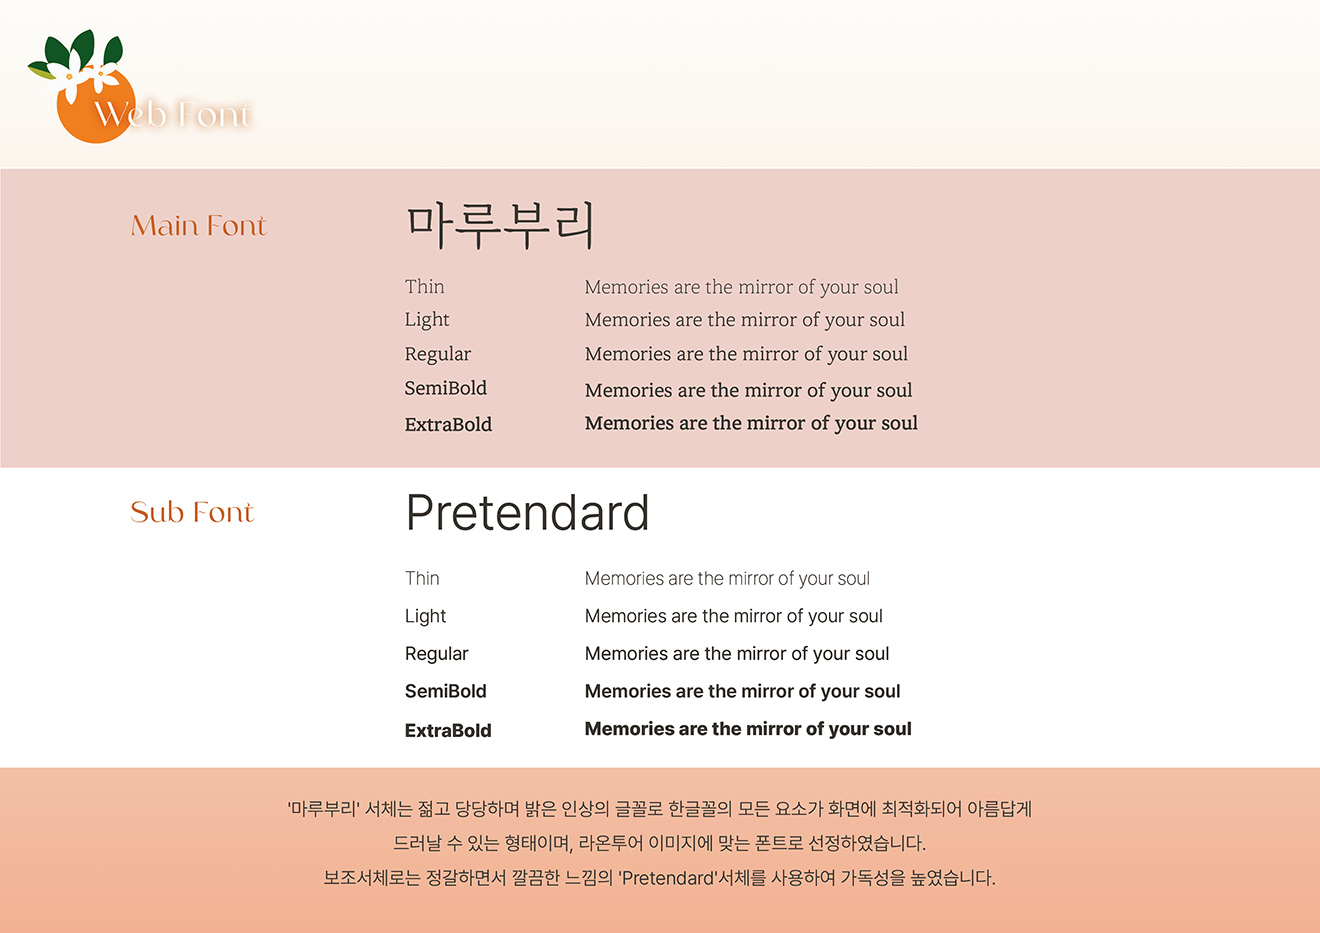 Web Font
Main Font
마루부리
Thin Memories are the mirror of your soul
Light Memories are the mirror of your soul
Regular Memories are the mirror of your soul
SemiBold Memories are the mirror of your soul
ExtraBold Memories are the mirror of your soul
Sub Font
Pretendard
Thin Memories are the mirror of your soul
Light Memories are the mirror of your soul
Regular Memories are the mirror of your soul
SemiBold Memories are the mirror of your soul
ExtraBold Memories are the mirror of your soul
'마루부리' 서체는 젊고 당당하며 밝은 인상의 글꼴로 한글꼴의 모든 요소가 화면에 최적화되어 아름답게
드러날 수 있는 형태이며, 라온투어 이미지에 맞는 폰트로 선정하였습니다.
보조서체로는 정갈하면서 깔끔한 느낌의 'Pretendard'서체를 사용하여 가독성을 높였습니다.